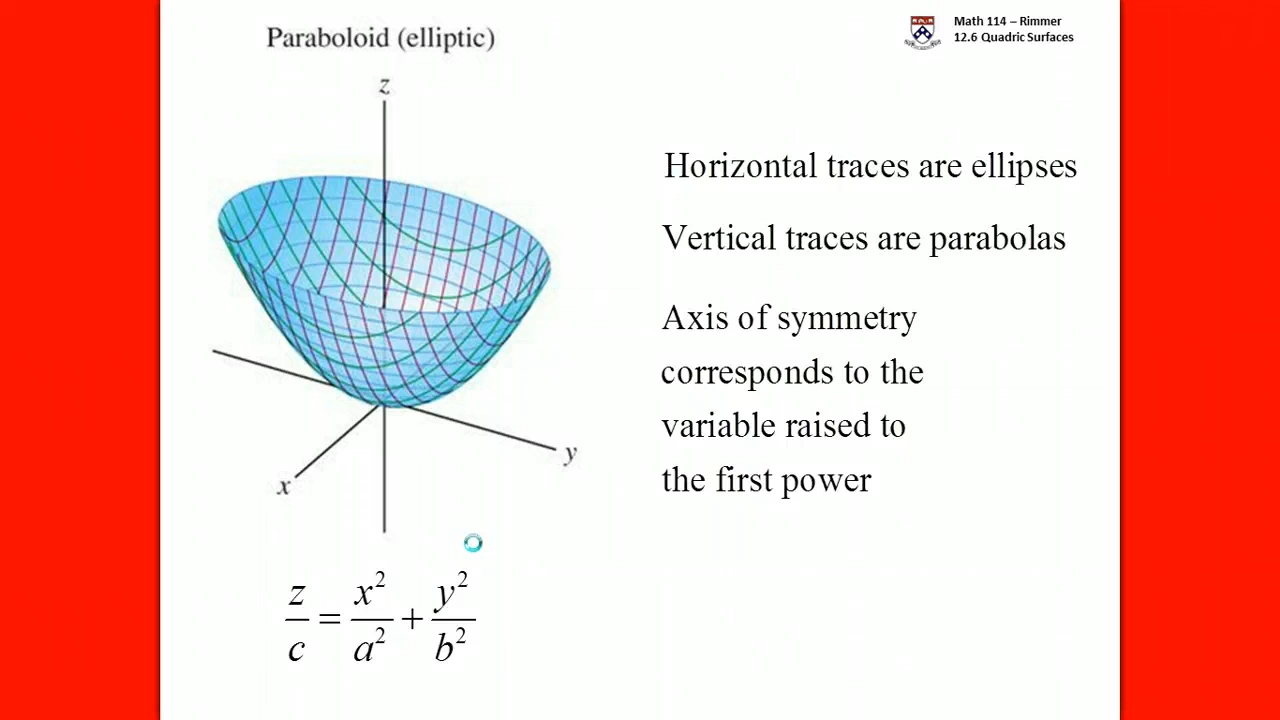 Paraboloid (elliptic)
Math 114 – Rimmer
12.6 Quadric Surfaces
z
x
y
Horizontal traces are ellipses
Vertical traces are parabolas
Axis of symmetry
corresponds to the
variable raised to
the first power
z/c = x²/a² + y²/b²